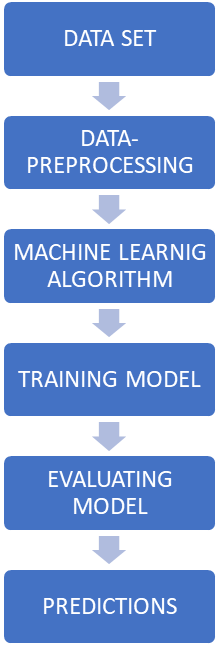 DATA SET
DATA-
PREPROCESSING
MACHINE LEARNIG
ALGORITHM
TRAINING MODEL
EVALUATING
MODEL
PREDICTIONS